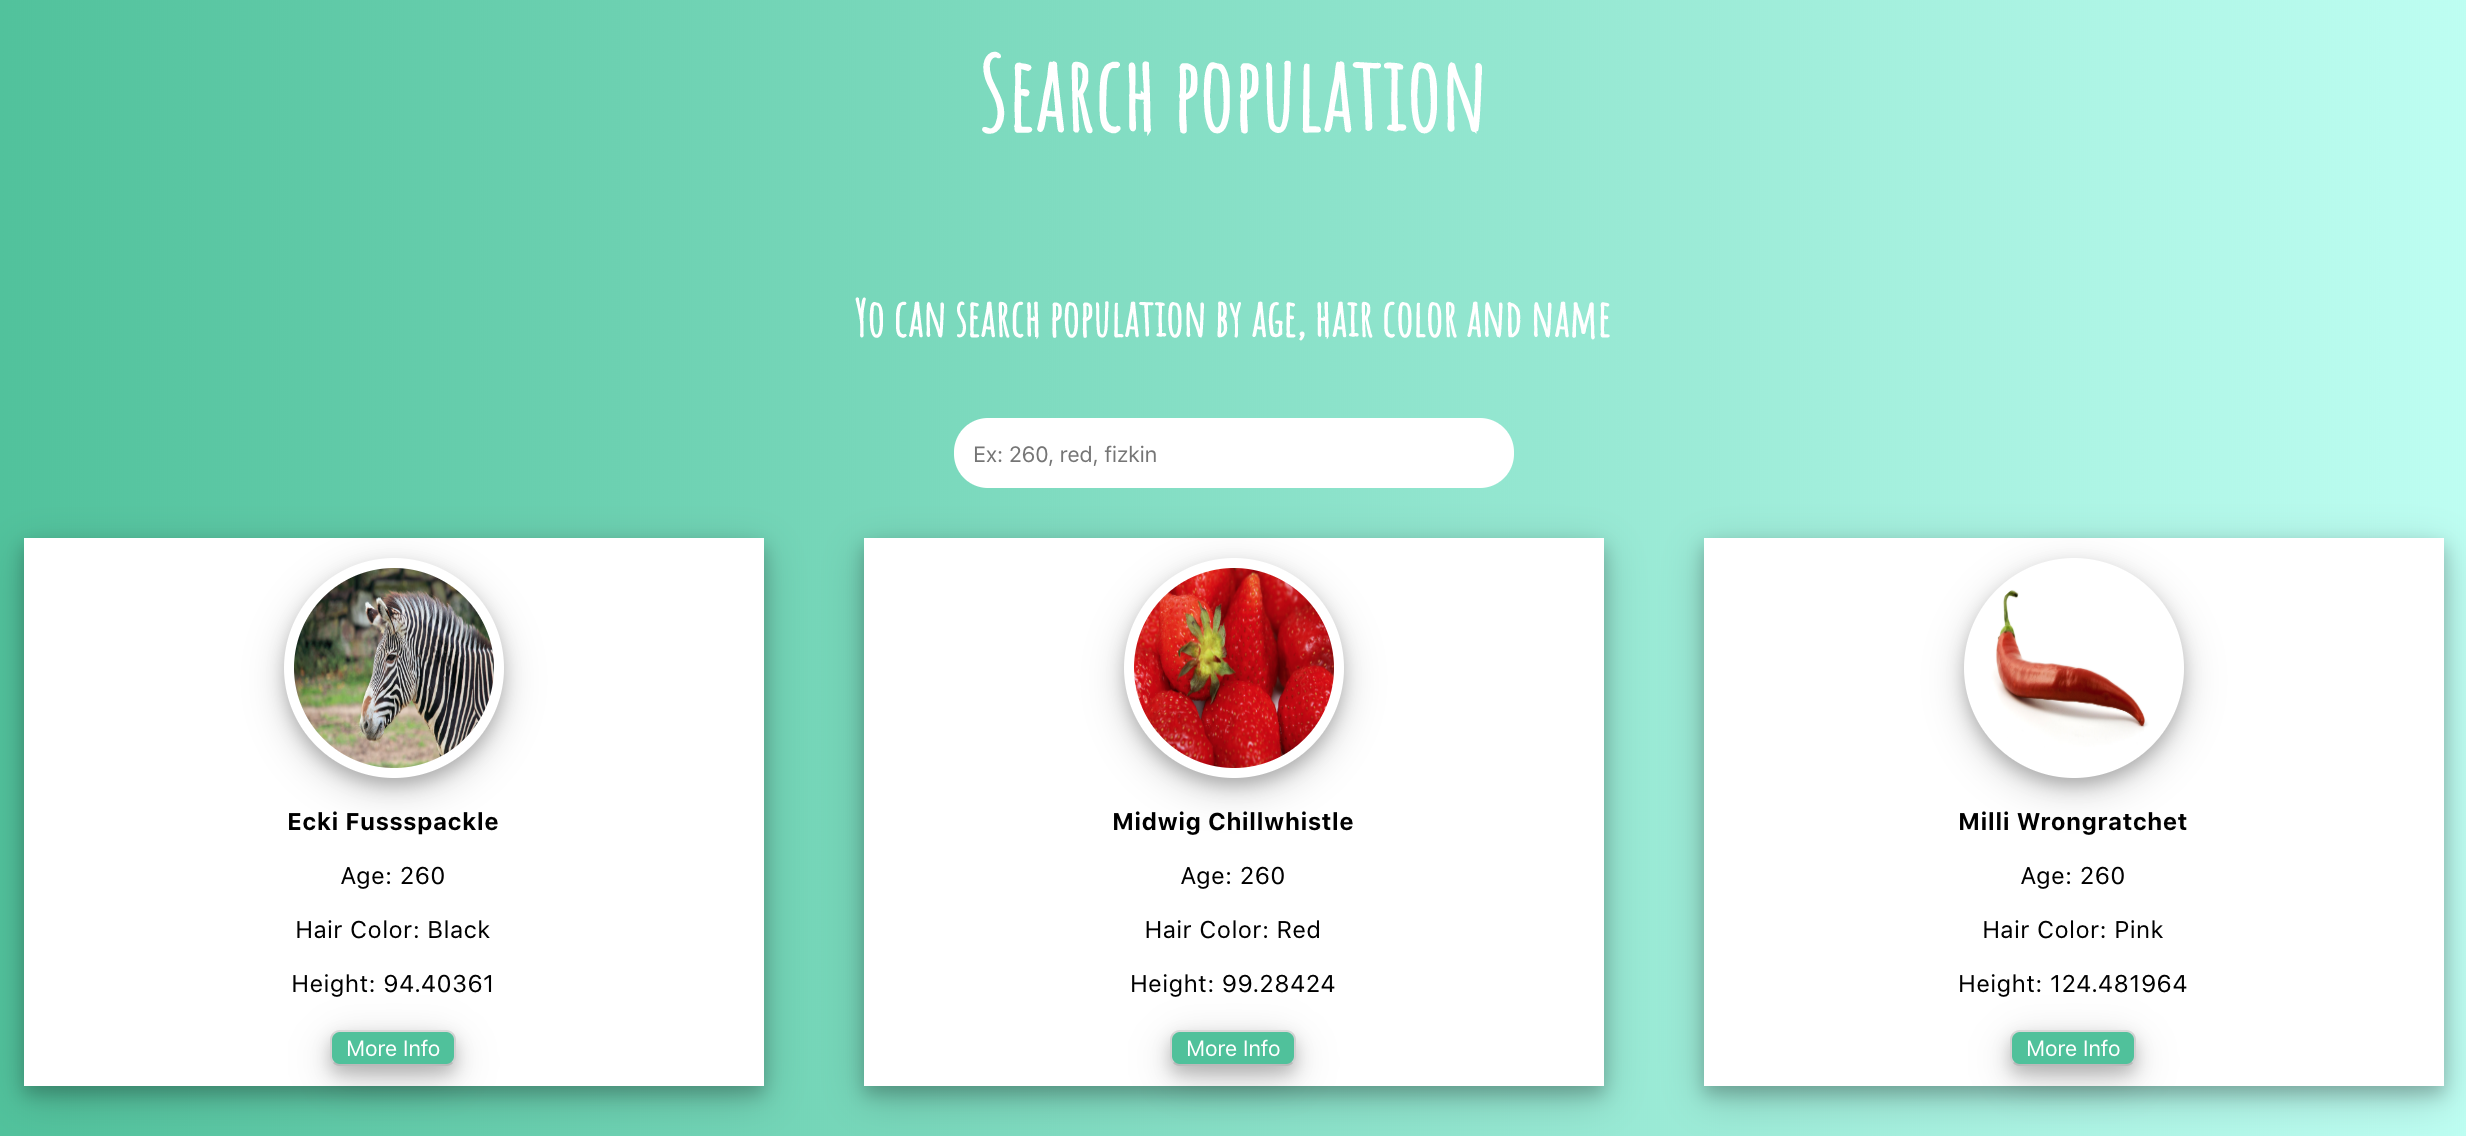 Search population
Yo can search population by age, hair color and name
Ex: 260, red, fizkin
Ecki Fussspackle
Age: 260
Hair Color: Black
Height: 94.40361
More Info
Midwig Chillwhistle
Age: 260
Hair Color: Red
Height: 99.28424
More Info
Milli Wrongratchet
Age: 260
Hair Color: Pink
Height: 124.481964
More Info